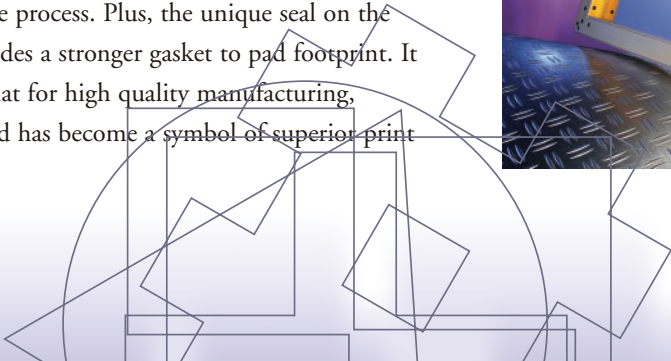 e process. Plus, the unique seal on the
des a stronger gasket to pad footprint. It
at for high quality manufacturing,
d has become a symbol of superior print